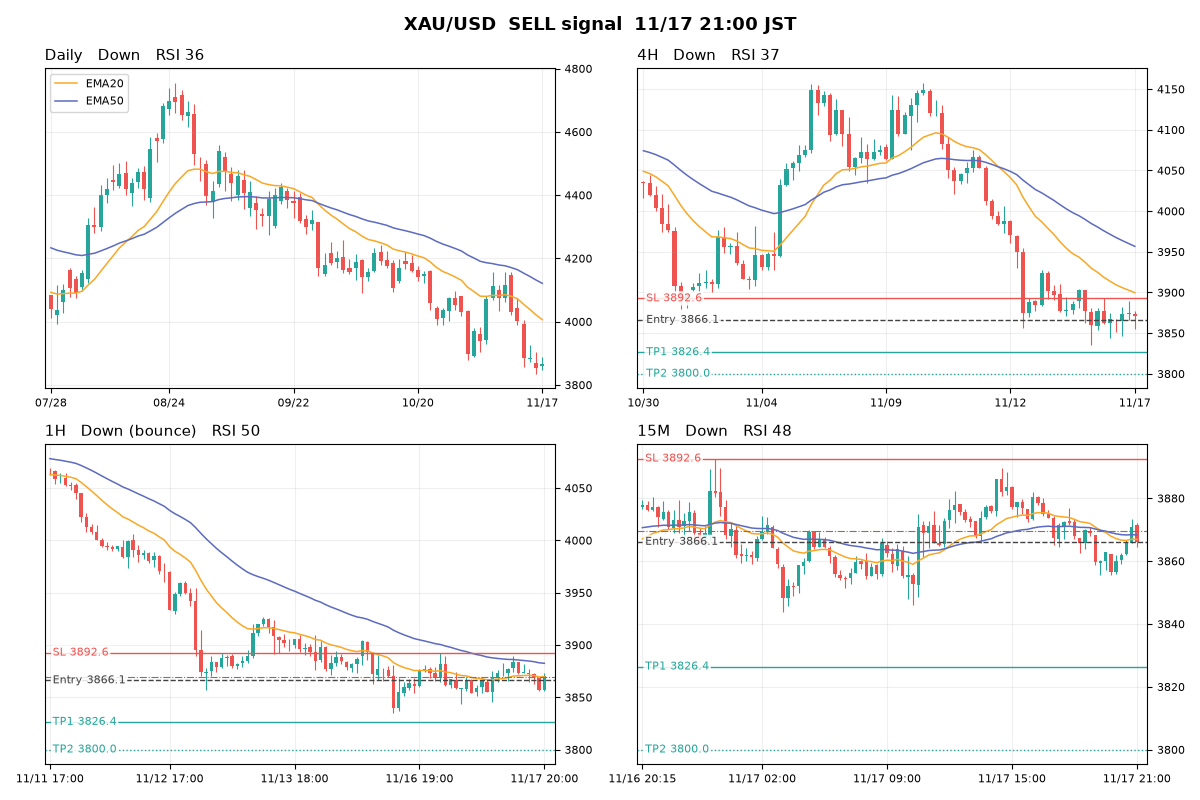 XAU/USD  SELL signal  11/17 21:00 JST
Daily   Down   RSI 36
EMA20
EMA50
4800
4600
4400
4200
4000
3800
07/28
08/24
09/22
10/20
11/17
4H   Down   RSI 37
4150
4100
4050
4000
3950
3900
3850
3800
SL 3892.6
Entry 3866.1
TP1 3826.4
TP2 3800.0
10/30
11/04
11/09
11/12
11/17
1H   Down (bounce)   RSI 50
4050
4000
3950
3900
3850
3800
SL 3892.6
Entry 3866.1
TP1 3826.4
TP2 3800.0
11/11 17:00
11/12 17:00
11/13 18:00
11/16 19:00
11/17 20:00
15M   Down   RSI 48
3880
3860
3840
3820
3800
SL 3892.6
Entry 3866.1
TP1 3826.4
TP2 3800.0
11/16 20:15
11/17 02:00
11/17 09:00
11/17 15:00
11/17 21:00